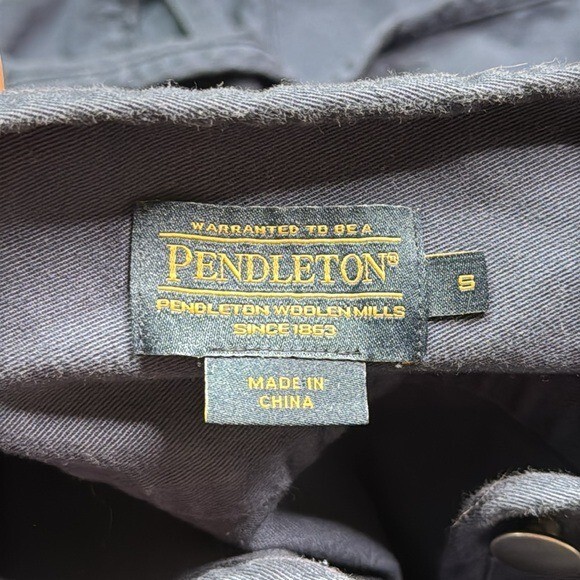 WARRANTED TO BE A
PENDLETON®
PENDLETON WOOLEN MILLS
SINCE 1863
S
MADE IN
CHINA